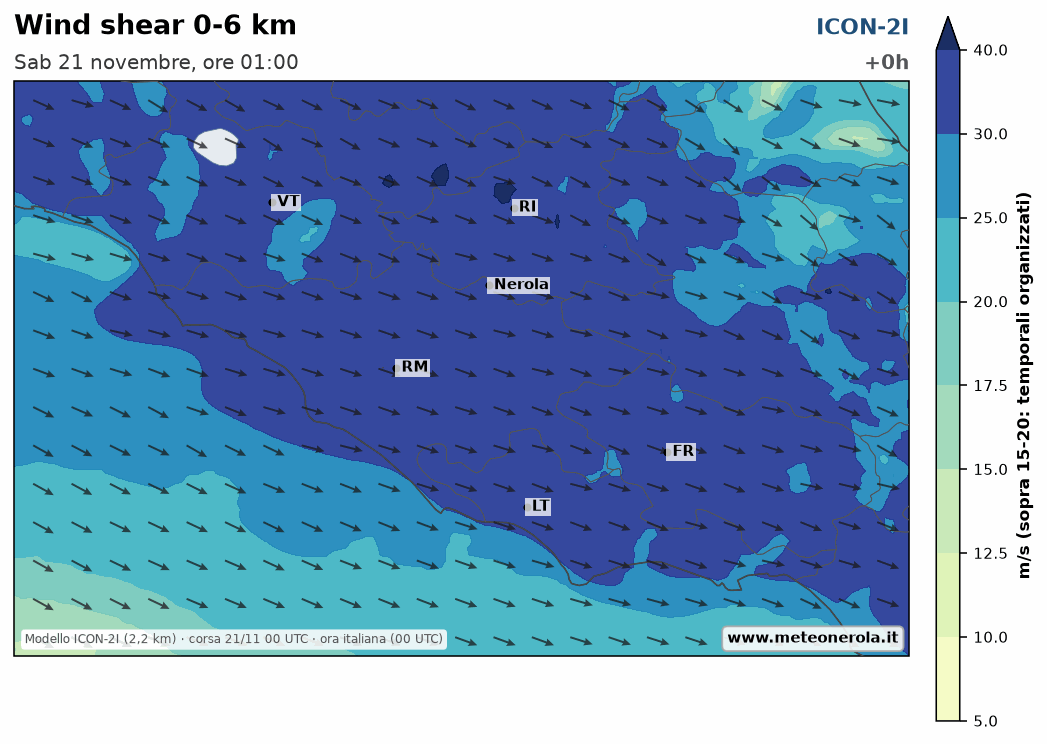 Wind shear 0-6 km
ICON-2I
Sab 21 novembre, ore 01:00
+0h
40.0
30.0
25.0
20.0
17.5
15.0
12.5
10.0
5.0
m/s (sopra 15-20: temporali organizzati)
VT
RI
Nerola
RM
FR
LT
Modello ICON-2I (2,2 km) · corsa 21/11 00 UTC · ora italiana (00 UTC)
www.meteonerola.it